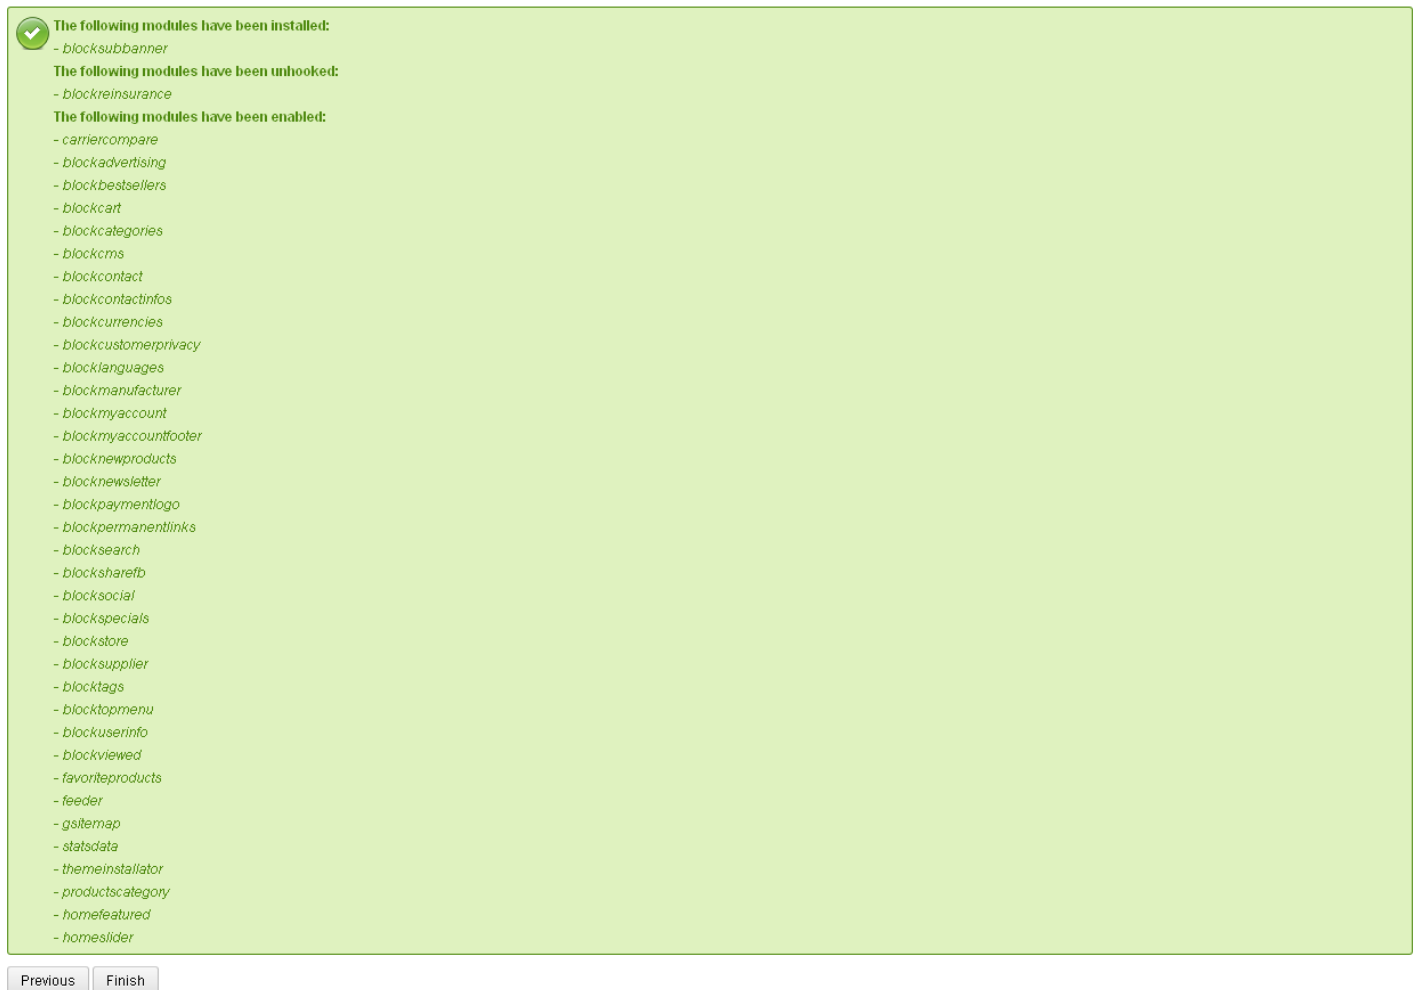 The following modules have been installed:
- blocksubbanner
The following modules have been unhooked:
- blockreinsurance
The following modules have been enabled:
- carriercompare
- blockadvertising
- blockbestsellers
- blockcart
- blockcategories
- blockcms
- blockcontact
- blockcontactinfos
- blockcurrencies
- blockcustomerprivacy
- blocklanguages
- blockmanufacturer
- blockmyaccount
- blockmyaccountfooter
- blocknewproducts
- blocknewsletter
- blockpaymentlogo
- blockpermanentlinks
- blocksearch
- blocksharefb
- blocksocial
- blockspecials
- blockstore
- blocksupplier
- blocktags
- blocktopmenu
- blockuserinfo
- blockviewed
- favoriteproducts
- feeder
- gsitemap
- statsdata
- themeinstallator
- productscategory
- homefeatured
- homeslider
Previous Finish